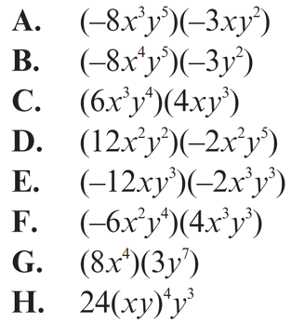 A. (–8x³y⁵)(–3xy²)
B. (–8x⁴y⁵)(–3y²)
C. (6x³y⁴)(4xy³)
D. (12x²y²)(–2x²y⁵)
E. (–12xy³)(–2x³y³)
F. (–6x²y⁴)(4x³y³)
G. (8x⁴)(3y⁷)
H. 24(xy)⁴y³